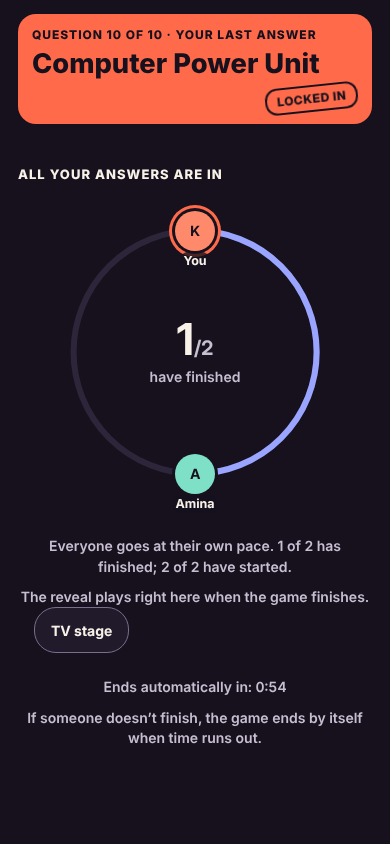 QUESTION 10 OF 10 · YOUR LAST ANSWER
Computer Power Unit
LOCKED IN
ALL YOUR ANSWERS ARE IN
K
You
1/2
have finished
A
Amina
Everyone goes at their own pace. 1 of 2 has
finished; 2 of 2 have started.
The reveal plays right here when the game finishes.
TV stage
Ends automatically in: 0:54
If someone doesn’t finish, the game ends by itself
when time runs out.